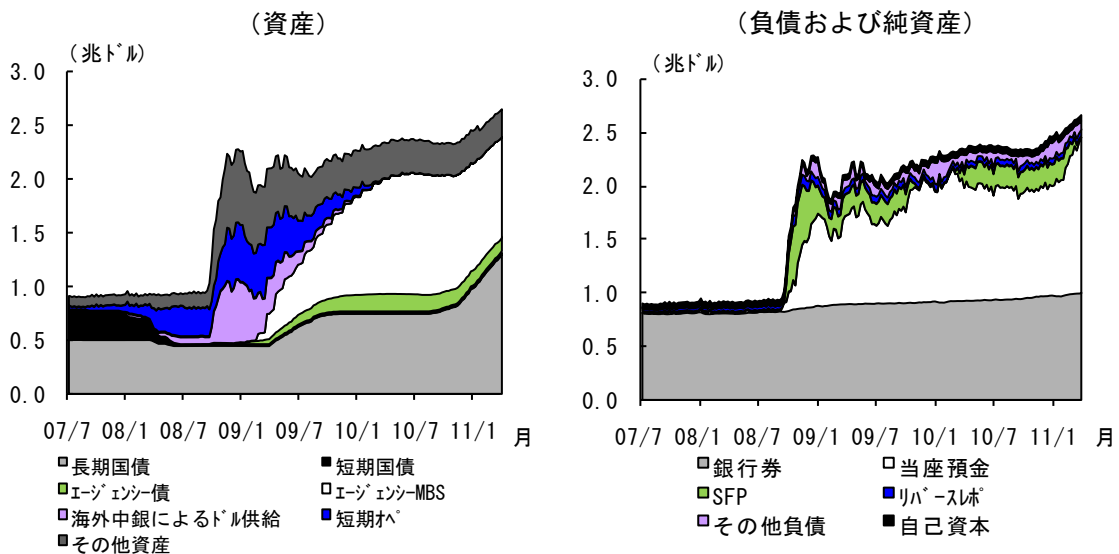 (資産)
(兆ﾄﾞﾙ)
3.0
2.5
2.0
1.5
1.0
0.5
0.0
07/7 08/1 08/7 09/1 09/7 10/1 10/7 11/1 月
長期国債 短期国債
ｴｰｼﾞｪﾝｼｰ債 ｴｰｼﾞｪﾝｼｰMBS
海外中銀によるﾄﾞﾙ供給 短期ｵﾍﾟ
その他資産
(負債および純資産)
(兆ﾄﾞﾙ)
3.0
2.5
2.0
1.5
1.0
0.5
0.0
07/7 08/1 08/7 09/1 09/7 10/1 10/7 11/1 月
銀行券 当座預金
SFP ﾘﾊﾞｰｽﾚﾎﾟ
その他負債 自己資本